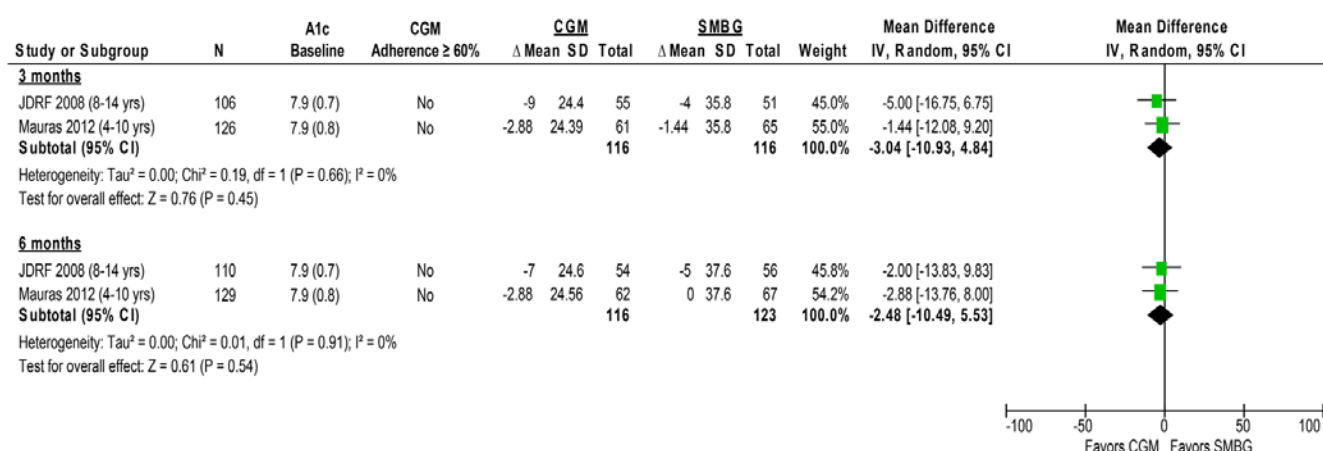 A1c CGM CGM SMBG Mean Difference Mean Difference
Study or Subgroup N Baseline Adherence ≥ 60% Δ Mean SD Total Δ Mean SD Total Weight IV, Random, 95% CI IV, Random, 95% CI
3 months
JDRF 2008 (8-14 yrs) 106 7.9 (0.7) No -9 24.4 55 -4 35.8 51 45.0% -5.00 [-16.75, 6.75]
Mauras 2012 (4-10 yrs) 126 7.9 (0.8) No -2.88 24.39 61 -1.44 35.8 65 55.0% -1.44 [-12.08, 9.20]
Subtotal (95% CI) 116 116 100.0% -3.04 [-10.93, 4.84]
Heterogeneity: Tau² = 0.00; Chi² = 0.19, df = 1 (P = 0.66); I² = 0%
Test for overall effect: Z = 0.76 (P = 0.45)
6 months
JDRF 2008 (8-14 yrs) 110 7.9 (0.7) No -7 24.6 54 -5 37.6 56 45.8% -2.00 [-13.83, 9.83]
Mauras 2012 (4-10 yrs) 129 7.9 (0.8) No -2.88 24.56 62 0 37.6 67 54.2% -2.88 [-13.76, 8.00]
Subtotal (95% CI) 116 123 100.0% -2.48 [-10.49, 5.53]
Heterogeneity: Tau² = 0.00; Chi² = 0.01, df = 1 (P = 0.91); I² = 0%
Test for overall effect: Z = 0.61 (P = 0.54)
-100 -50 0 50 100
Favors CGM Favors SMBG